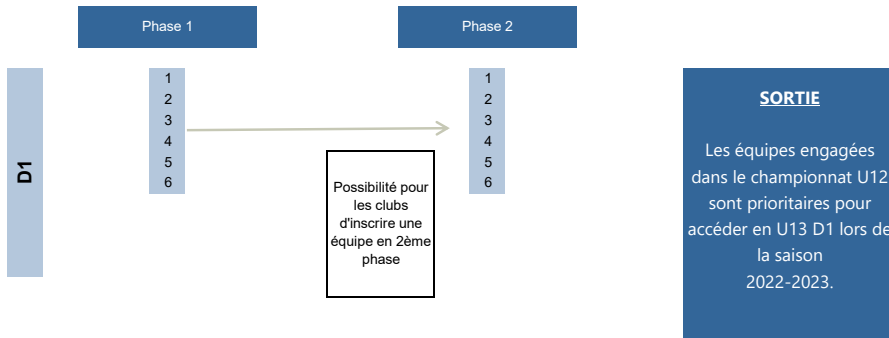 Phase 1
Phase 2
D1
1
2
3
4
5
6
1
2
3
4
5
6
Possibilité pour
les clubs
d'inscrire une
équipe en 2ème
phase
SORTIE
Les équipes engagées
dans le championnat U12
sont prioritaires pour
accéder en U13 D1 lors de
la saison
2022-2023.